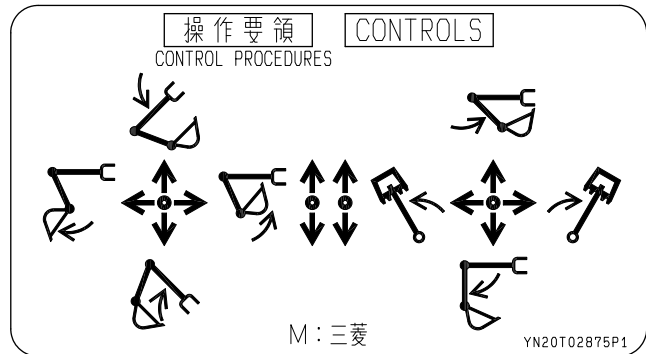 操作要領
CONTROLS
CONTROL PROCEDURES
M：三菱
YN20T02875P1